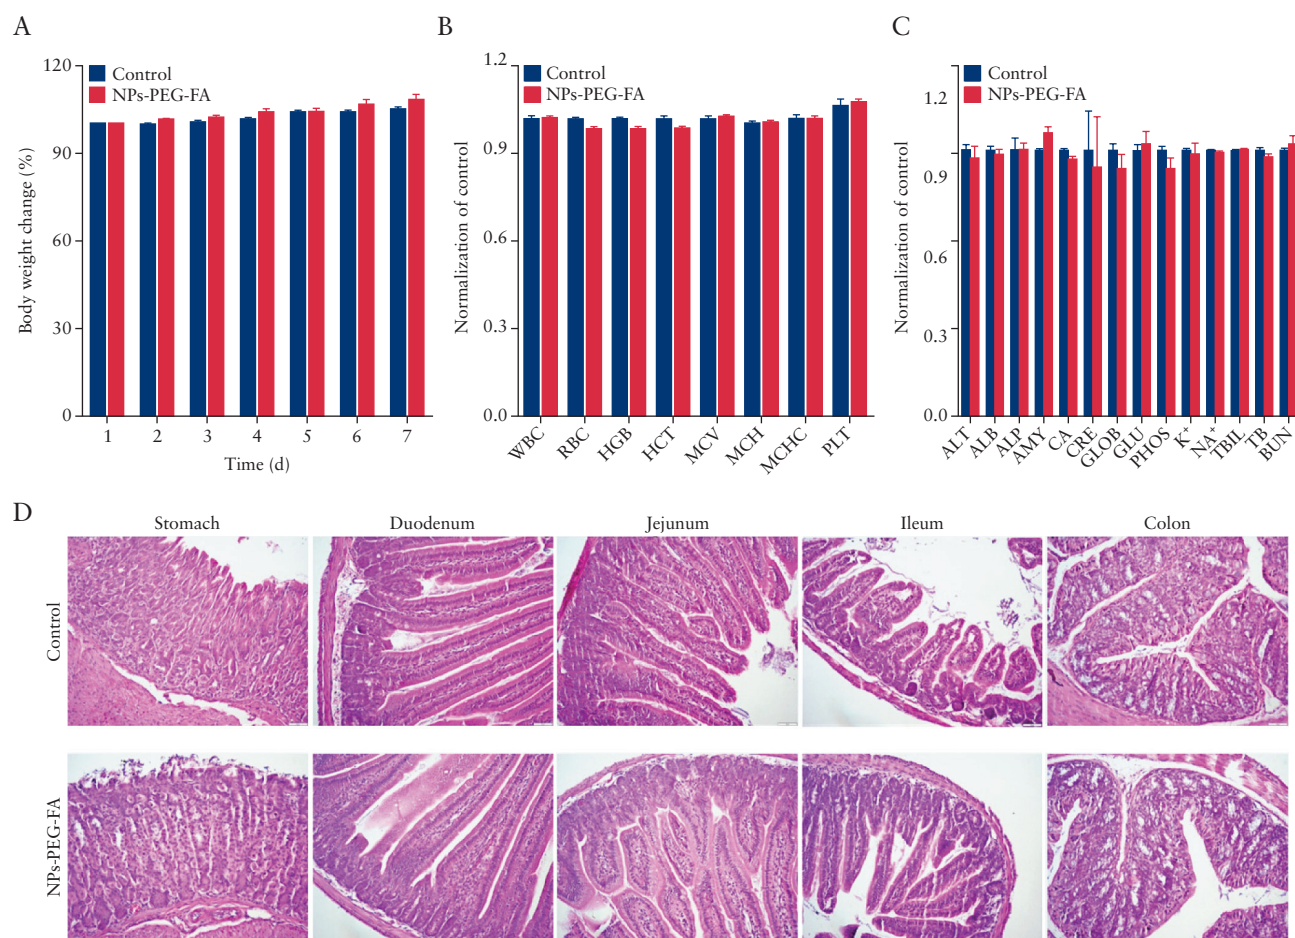 A
Body weight change (%)
120
90
60
30
0
Control
NPs-PEG-FA
1 2 3 4 5 6 7
Time (d)
B
Normalization of control
1.2
0.9
0.6
0.3
0.0
Control
NPs-PEG-FA
WBC RBC HGB HCT MCV MCH MCHC PLT
C
Normalization of control
1.2
0.9
0.6
0.3
0.0
Control
NPs-PEG-FA
ALT ALB ALP AMY CA CRE GLOB GLU PHOS K⁺ NA⁺ TBIL TB BUN
D
Stomach Duodenum Jejunum Ileum Colon
Control
NPs-PEG-FA